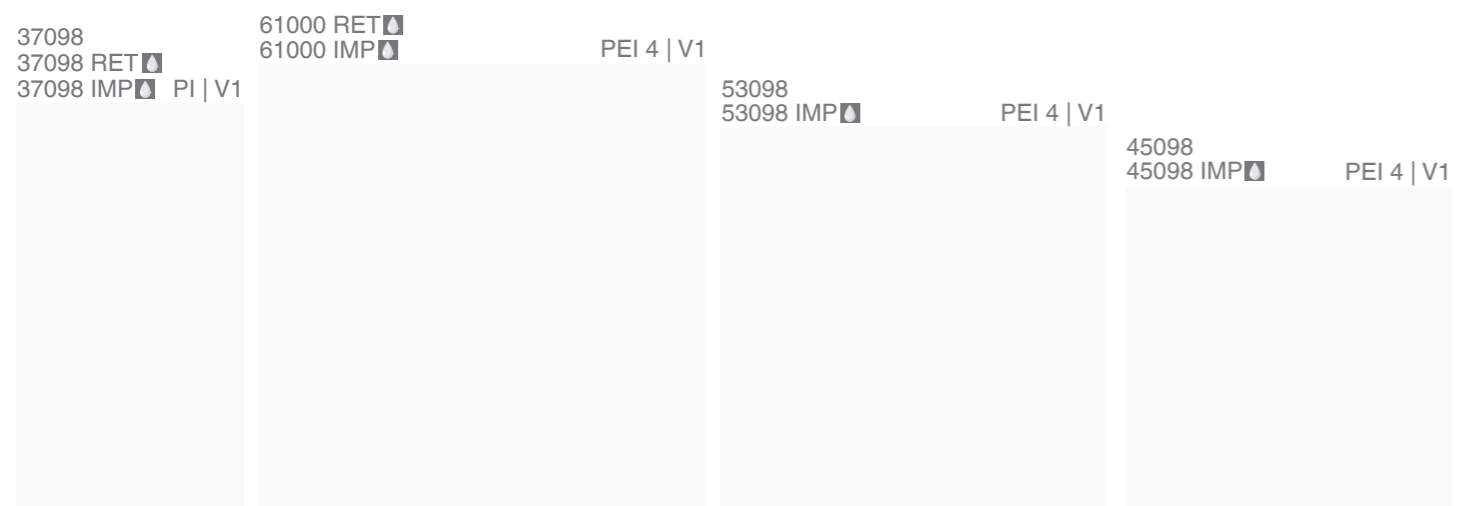 37098
37098 RET
37098 IMP PI | V1
61000 RET
61000 IMP PEI 4 | V1
53098
53098 IMP PEI 4 | V1
45098
45098 IMP PEI 4 | V1